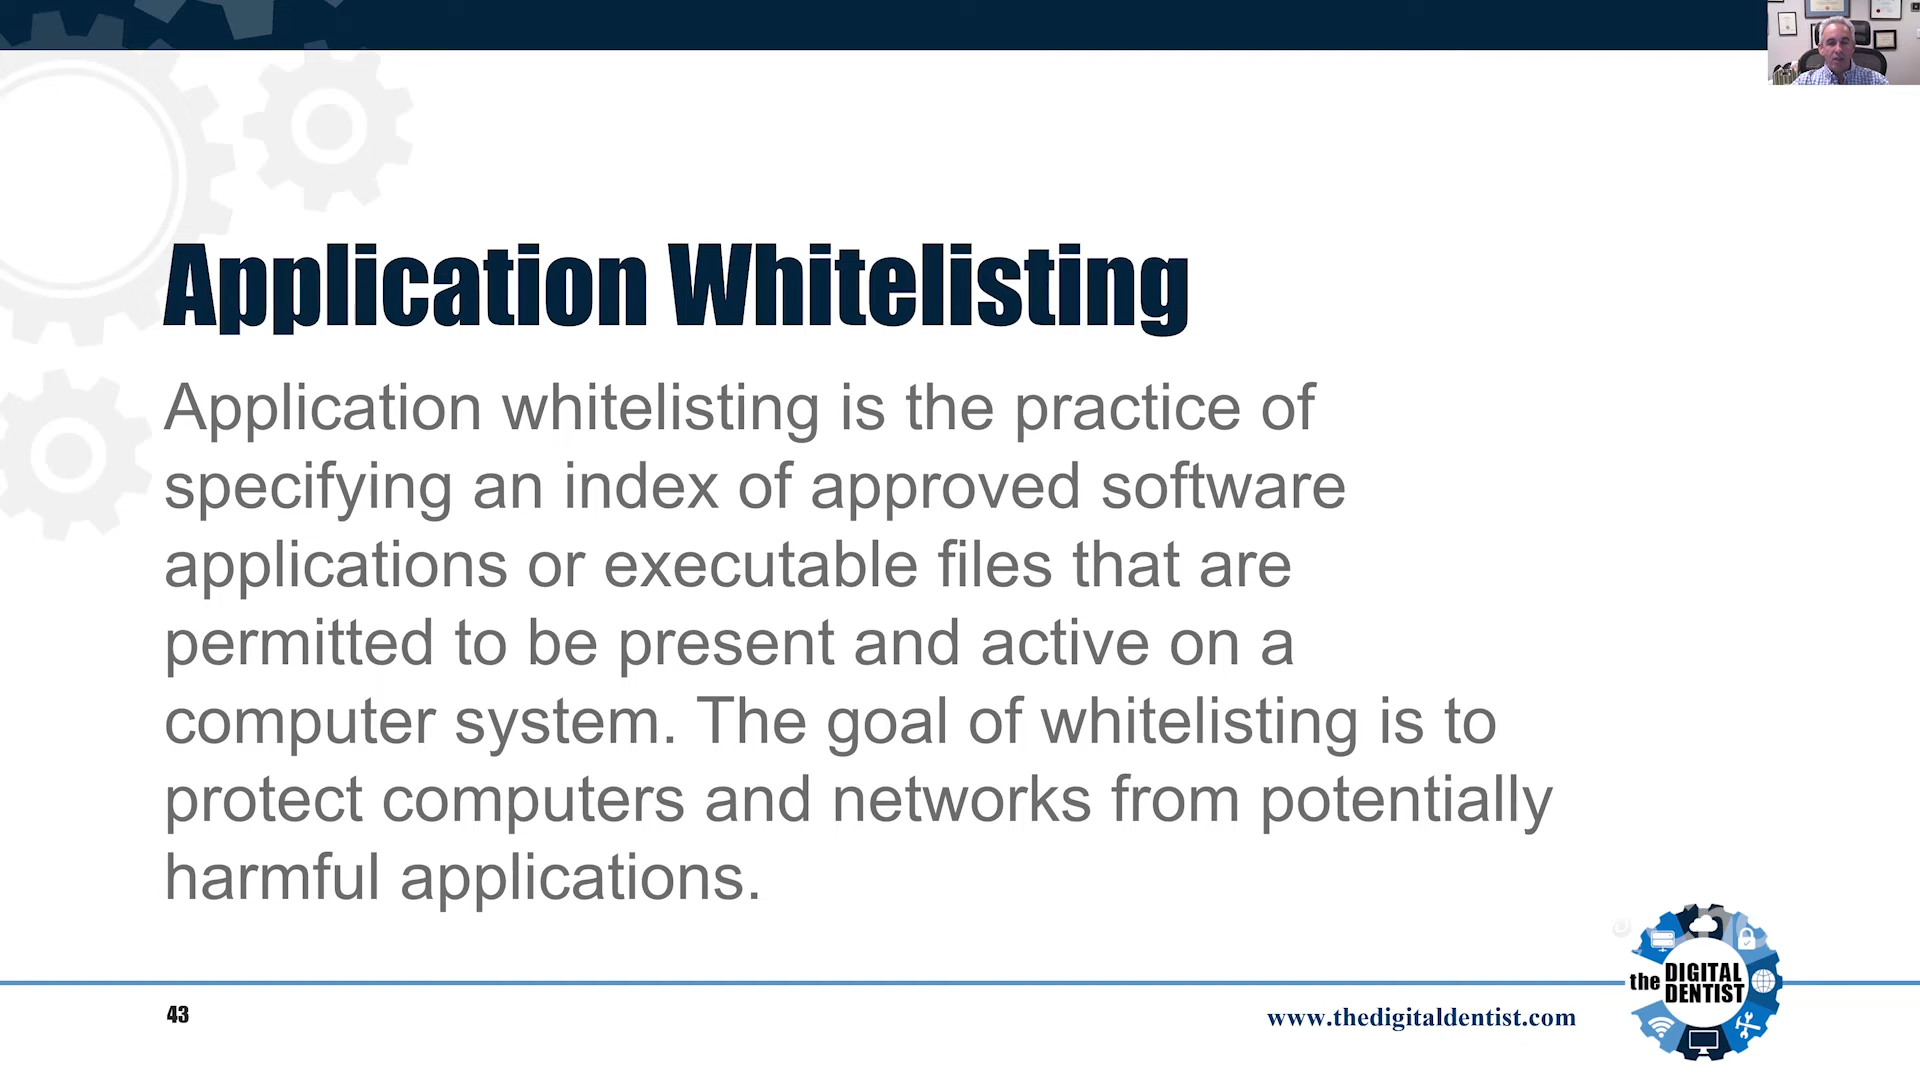 Application Whitelisting
Application whitelisting is the practice of
specifying an index of approved software
applications or executable files that are
permitted to be present and active on a
computer system. The goal of whitelisting is to
protect computers and networks from potentially
harmful applications.
43
www.thedigitaldentist.com
the DIGITAL
DENTIST